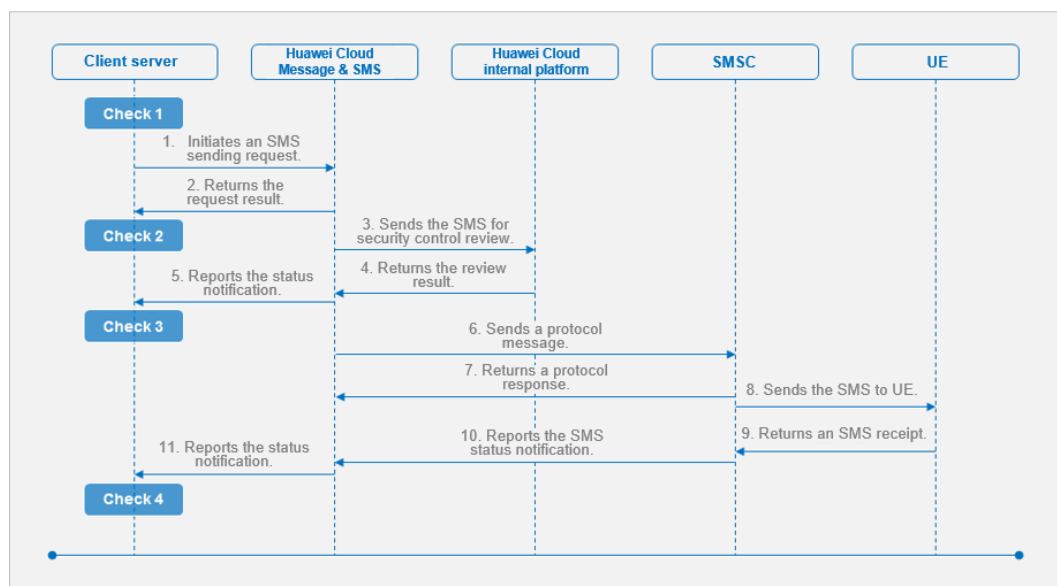 Client server
Huawei Cloud
Message & SMS
Huawei Cloud
internal platform
SMSC
UE
Check 1
1. Initiates an SMS
sending request.
2. Returns the
request result.
Check 2
3. Sends the SMS for
security control review.
4. Returns the review
result.
5. Reports the status
notification.
Check 3
6. Sends a protocol
message.
7. Returns a protocol
response.
8. Sends the SMS to UE.
9. Returns an SMS receipt.
10. Reports the SMS
status notification.
11. Reports the status
notification.
Check 4